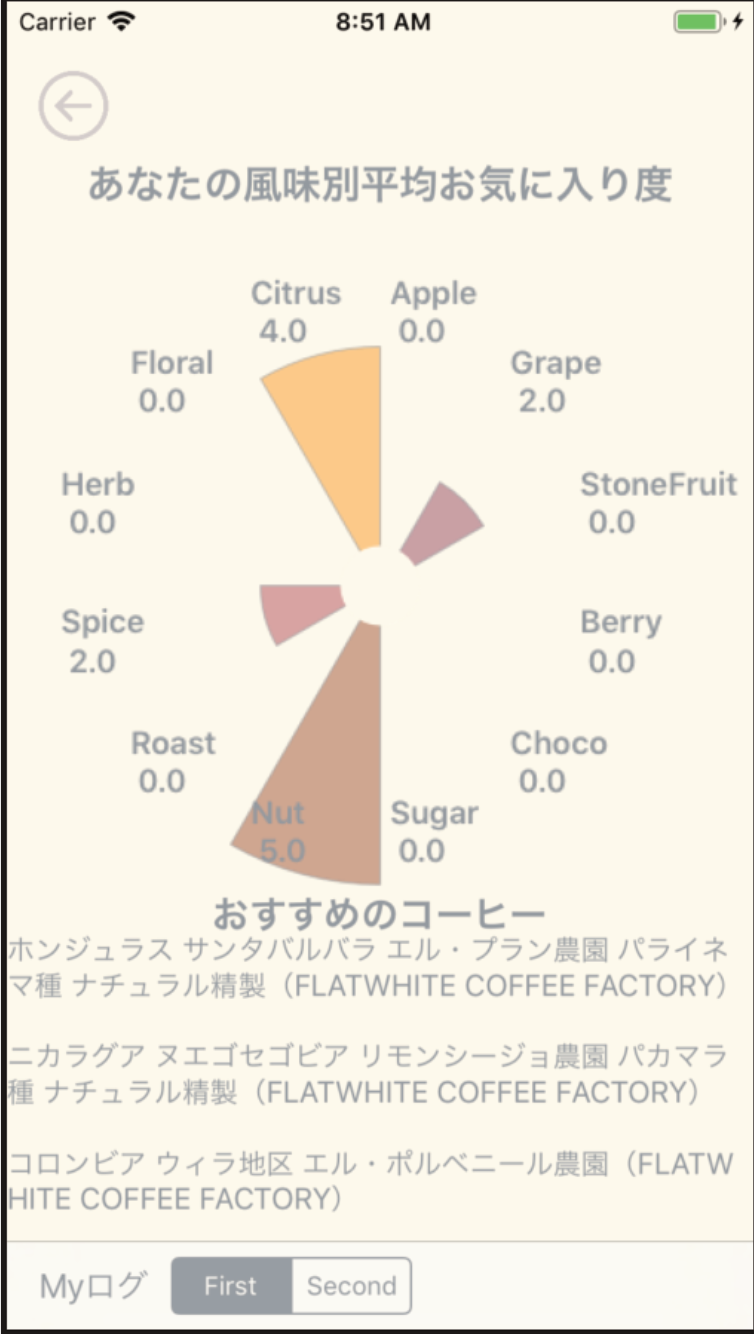 Carrier 8:51 AM
あなたの風味別平均お気に入り度
Citrus Apple
4.0 0.0
Floral Grape
0.0 2.0
Herb StoneFruit
0.0 0.0
Spice Berry
2.0 0.0
Roast Choco
0.0 0.0
Nut Sugar
5.0 0.0
おすすめのコーヒー
ホンジュラス サンタバルバラ エル・プラン農園 パライネ
マ種 ナチュラル精製（FLATWHITE COFFEE FACTORY）
ニカラグア ヌエゴセゴビア リモンシージョ農園 パカマラ
種 ナチュラル精製（FLATWHITE COFFEE FACTORY）
コロンビア ウィラ地区 エル・ポルベニール農園（FLATW
HITE COFFEE FACTORY）
Myログ First Second